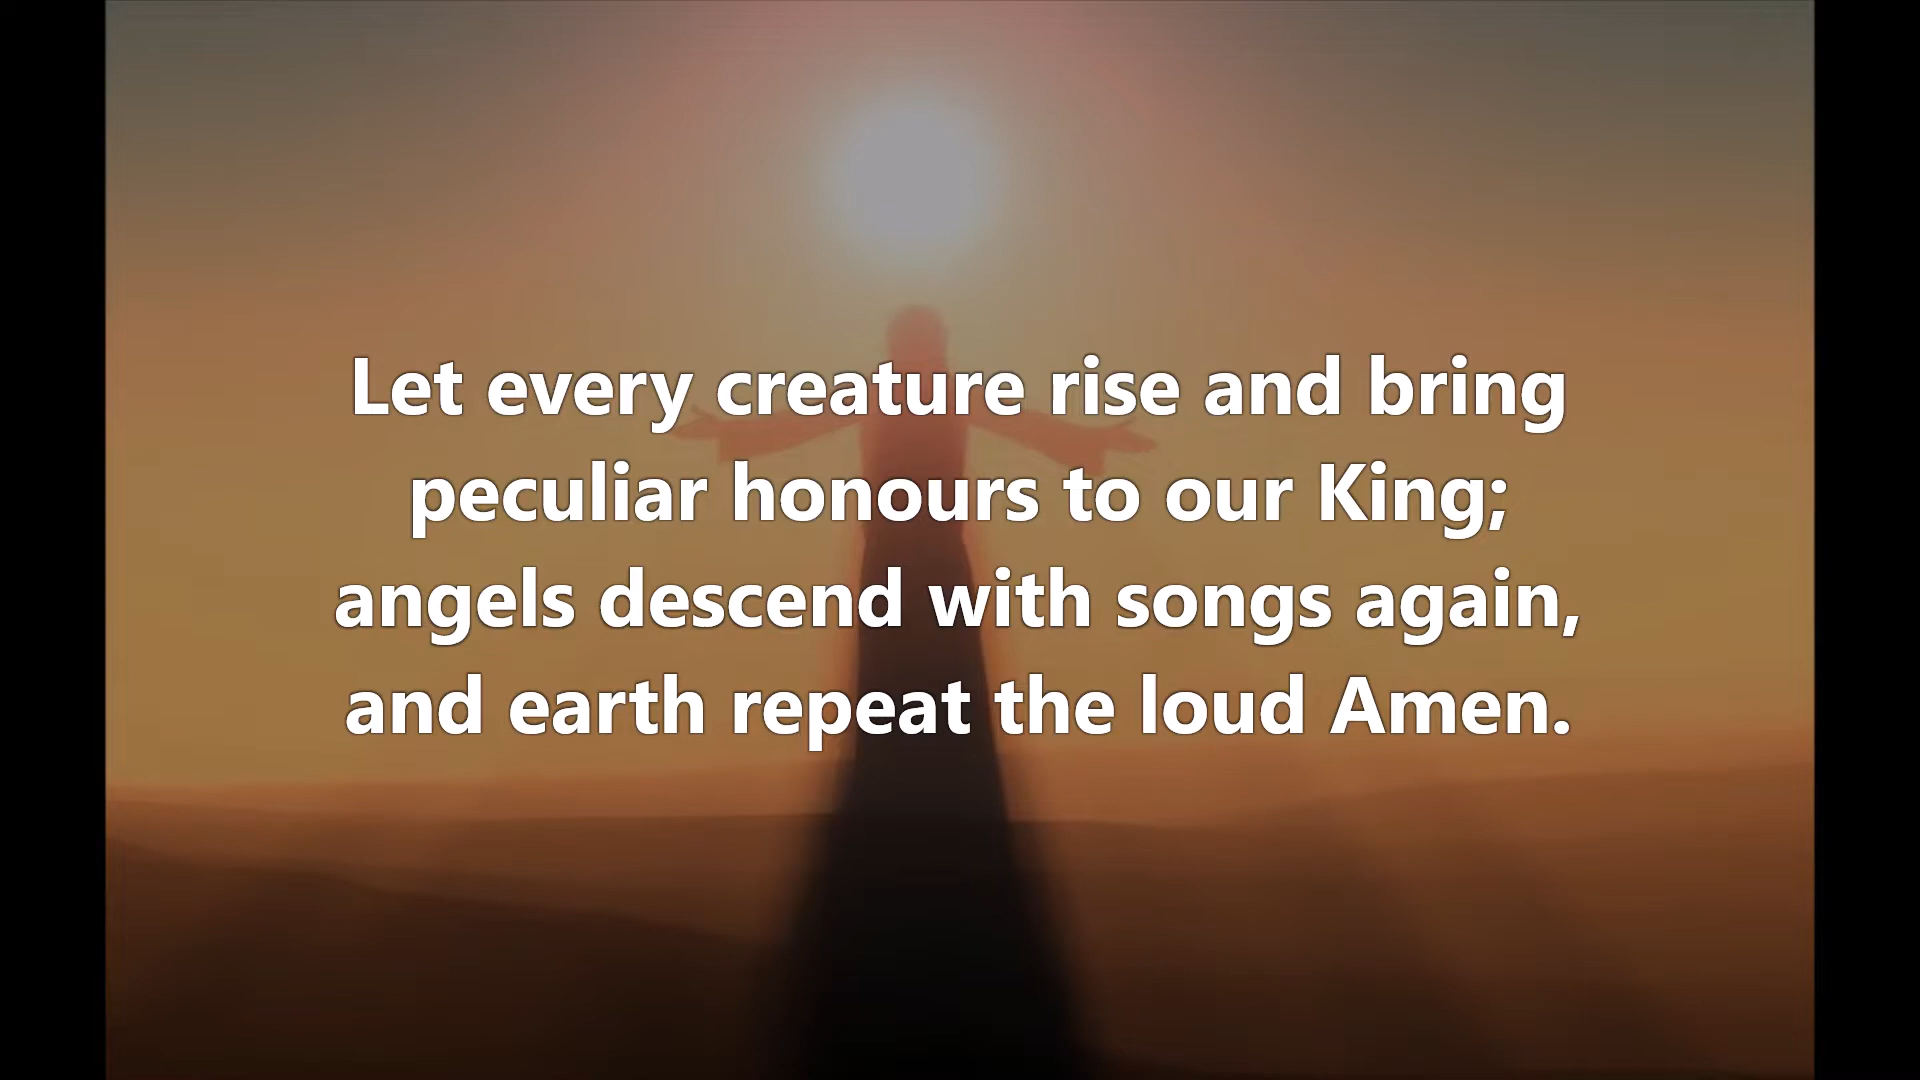 Let every creature rise and bring
peculiar honours to our King;
angels descend with songs again,
and earth repeat the loud Amen.